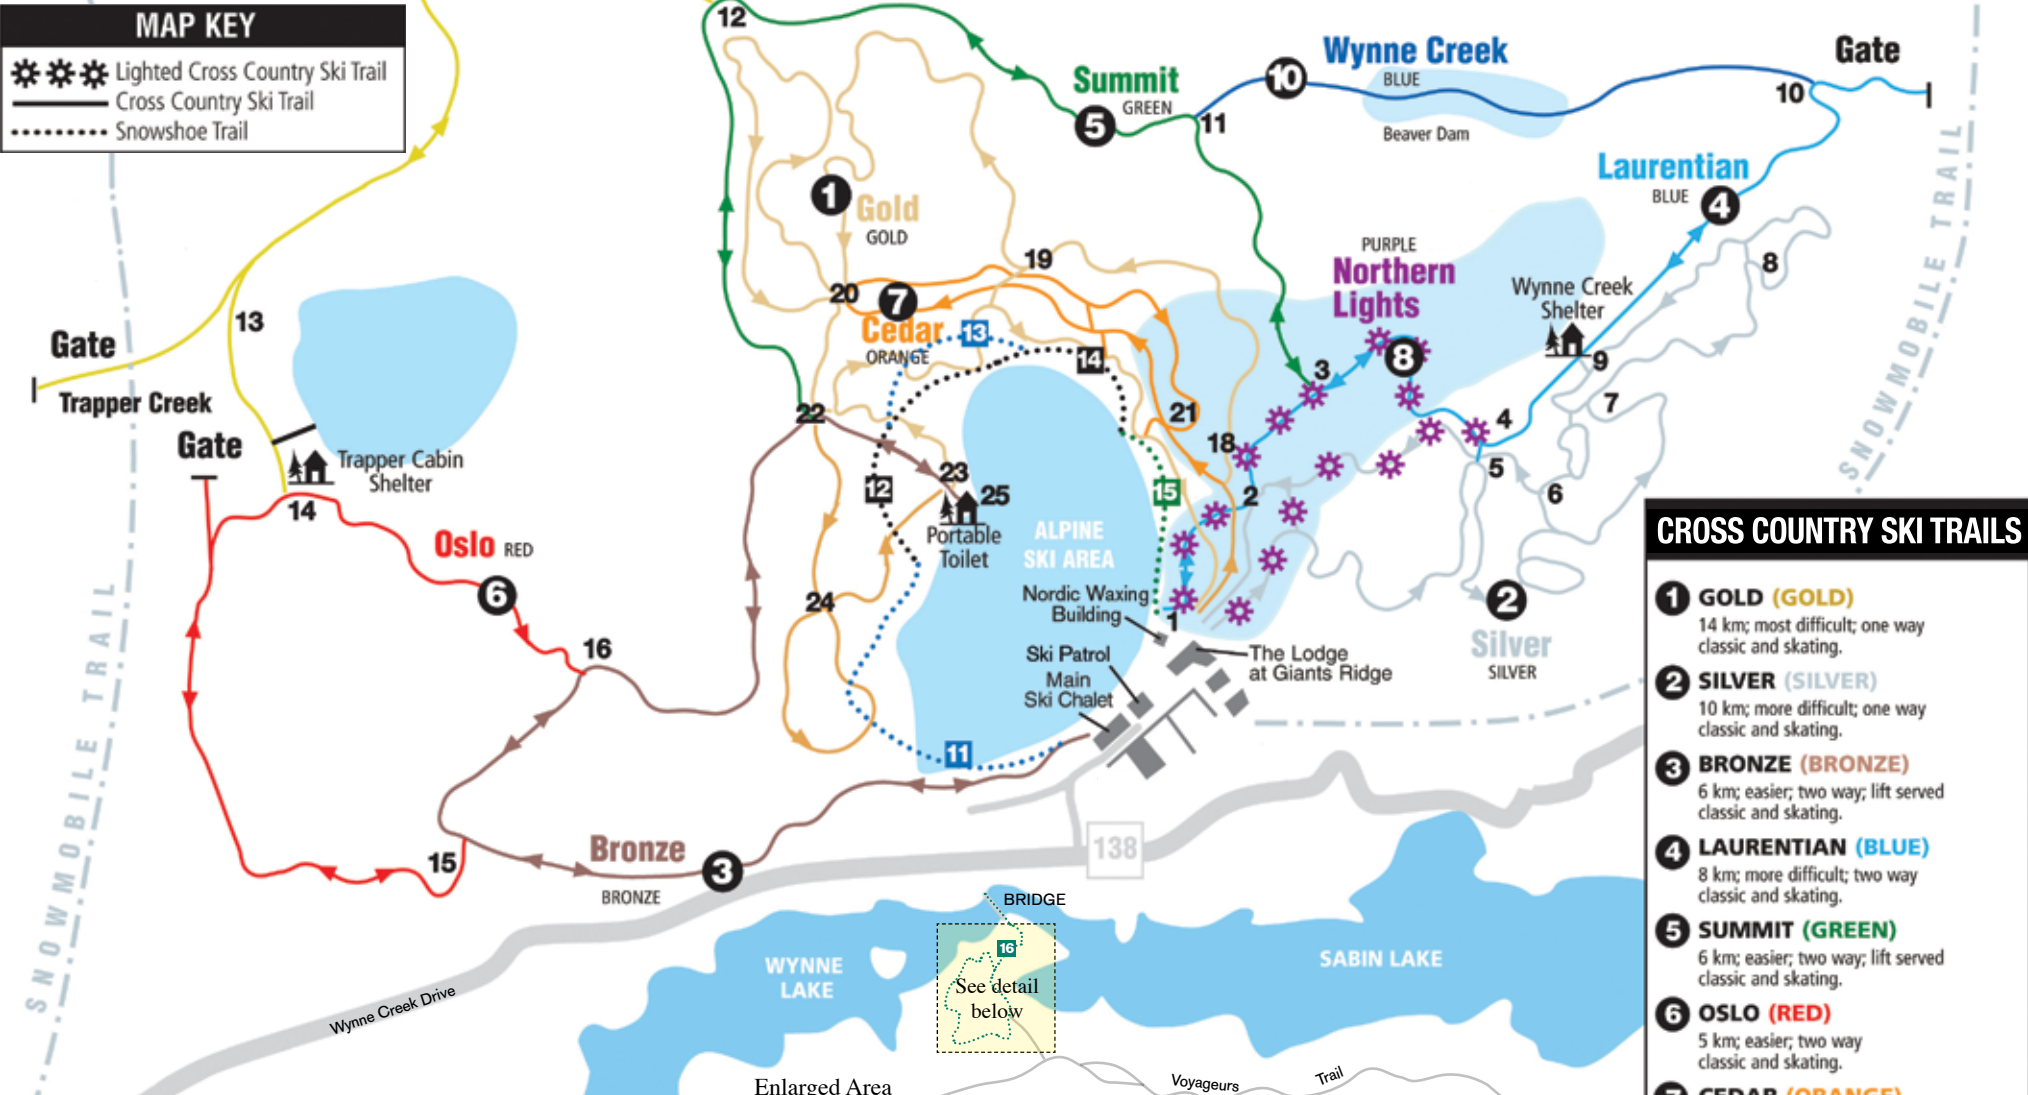 MAP KEY
Lighted Cross Country Ski Trail
Cross Country Ski Trail
Snowshoe Trail
12
Summit
GREEN
5
11
10
Wynne Creek
BLUE
Beaver Dam
Gate
10
Laurentian
BLUE
4
SNOWMOBILE TRAIL
8
1
Gold
GOLD
19
20
7
Cedar
ORANGE
13
14
PURPLE
Northern
Lights
8
3
Wynne Creek
Shelter
9
7
4
5
6
21
18
2
15
22
23
25
12
Portable
Toilet
ALPINE
SKI AREA
Nordic Waxing
Building
1
Ski Patrol
Main
Ski Chalet
The Lodge
at Giants Ridge
2
Silver
SILVER
24
11
13
Gate
Trapper Creek
Gate
Trapper Cabin
Shelter
14
Oslo RED
6
16
15
Bronze
BRONZE
3
SNOWMOBILE TRAIL
SNOWMOBILE TRAIL
138
Wynne Creek Drive
BRIDGE
16
WYNNE
LAKE
See detail
below
SABIN LAKE
Enlarged Area
Voyageurs Trail
CROSS COUNTRY SKI TRAILS
1 GOLD (GOLD)
14 km; most difficult; one way
classic and skating.
2 SILVER (SILVER)
10 km; more difficult; one way
classic and skating.
3 BRONZE (BRONZE)
6 km; easier; two way; lift served
classic and skating.
4 LAURENTIAN (BLUE)
8 km; more difficult; two way
classic and skating.
5 SUMMIT (GREEN)
6 km; easier; two way; lift served
classic and skating.
6 OSLO (RED)
5 km; easier; two way
classic and skating.
7 CEDAR (ORANGE)